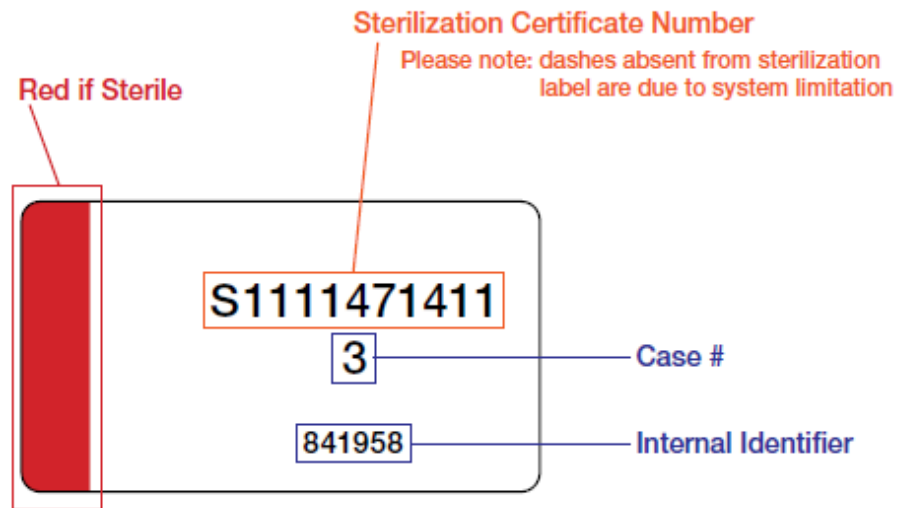 Sterilization Certificate Number
Please note: dashes absent from sterilization
label are due to system limitation
Red if Sterile
S1111471411
3
Case #
841958
Internal Identifier